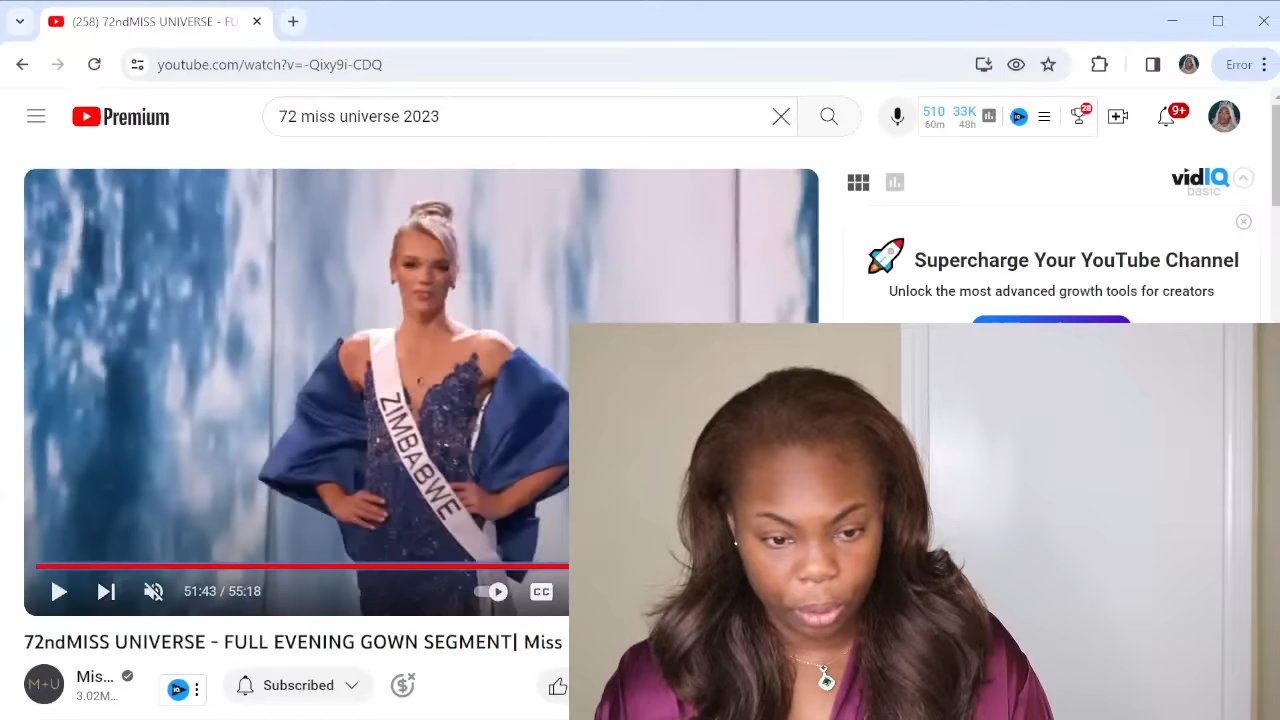 (258) 72ndMISS UNIVERSE - FU
youtube.com/watch?v=-Qixy9i-CDQ
Error
Premium
72 miss universe 2023
510 33K
60m 48h
28
9+
vidIQ
basic
Supercharge Your YouTube Channel
Unlock the most advanced growth tools for creators
ZIMBABWE
51:43 / 55:18
CC
72ndMISS UNIVERSE - FULL EVENING GOWN SEGMENT| Miss
M+U
Mis...
3.02M...
Subscribed